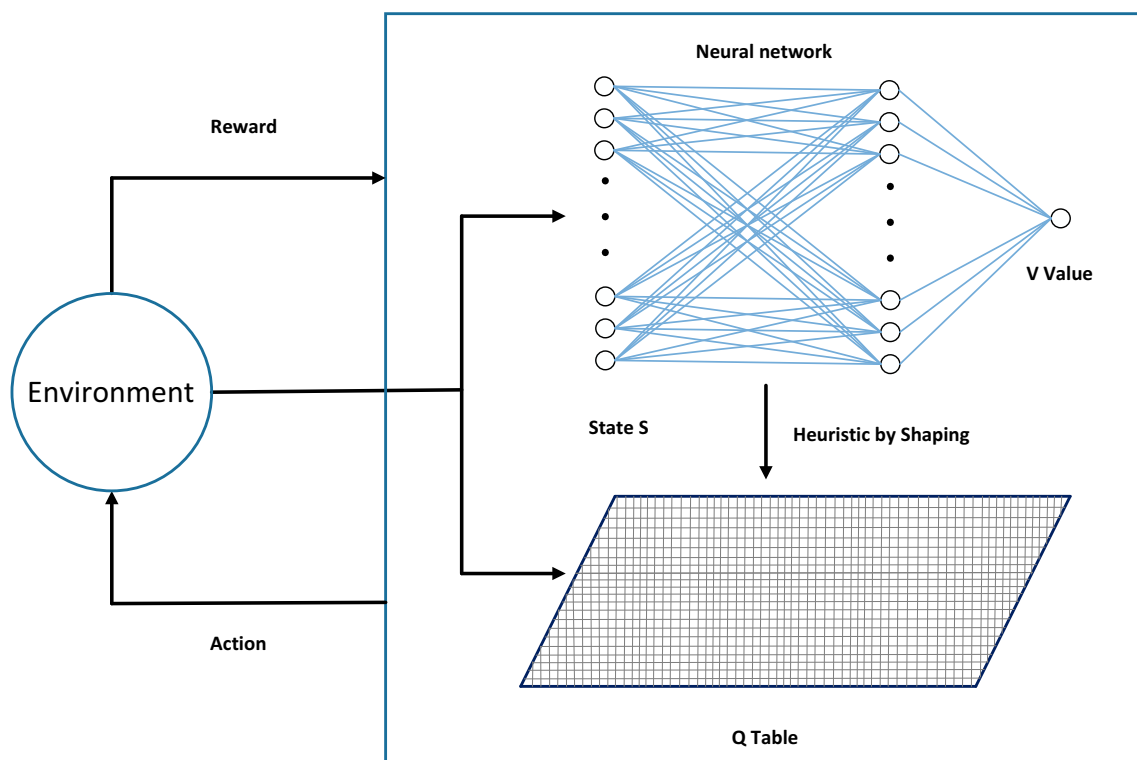 Neural network
Reward
V Value
Environment
State S
Heuristic by Shaping
Action
Q Table